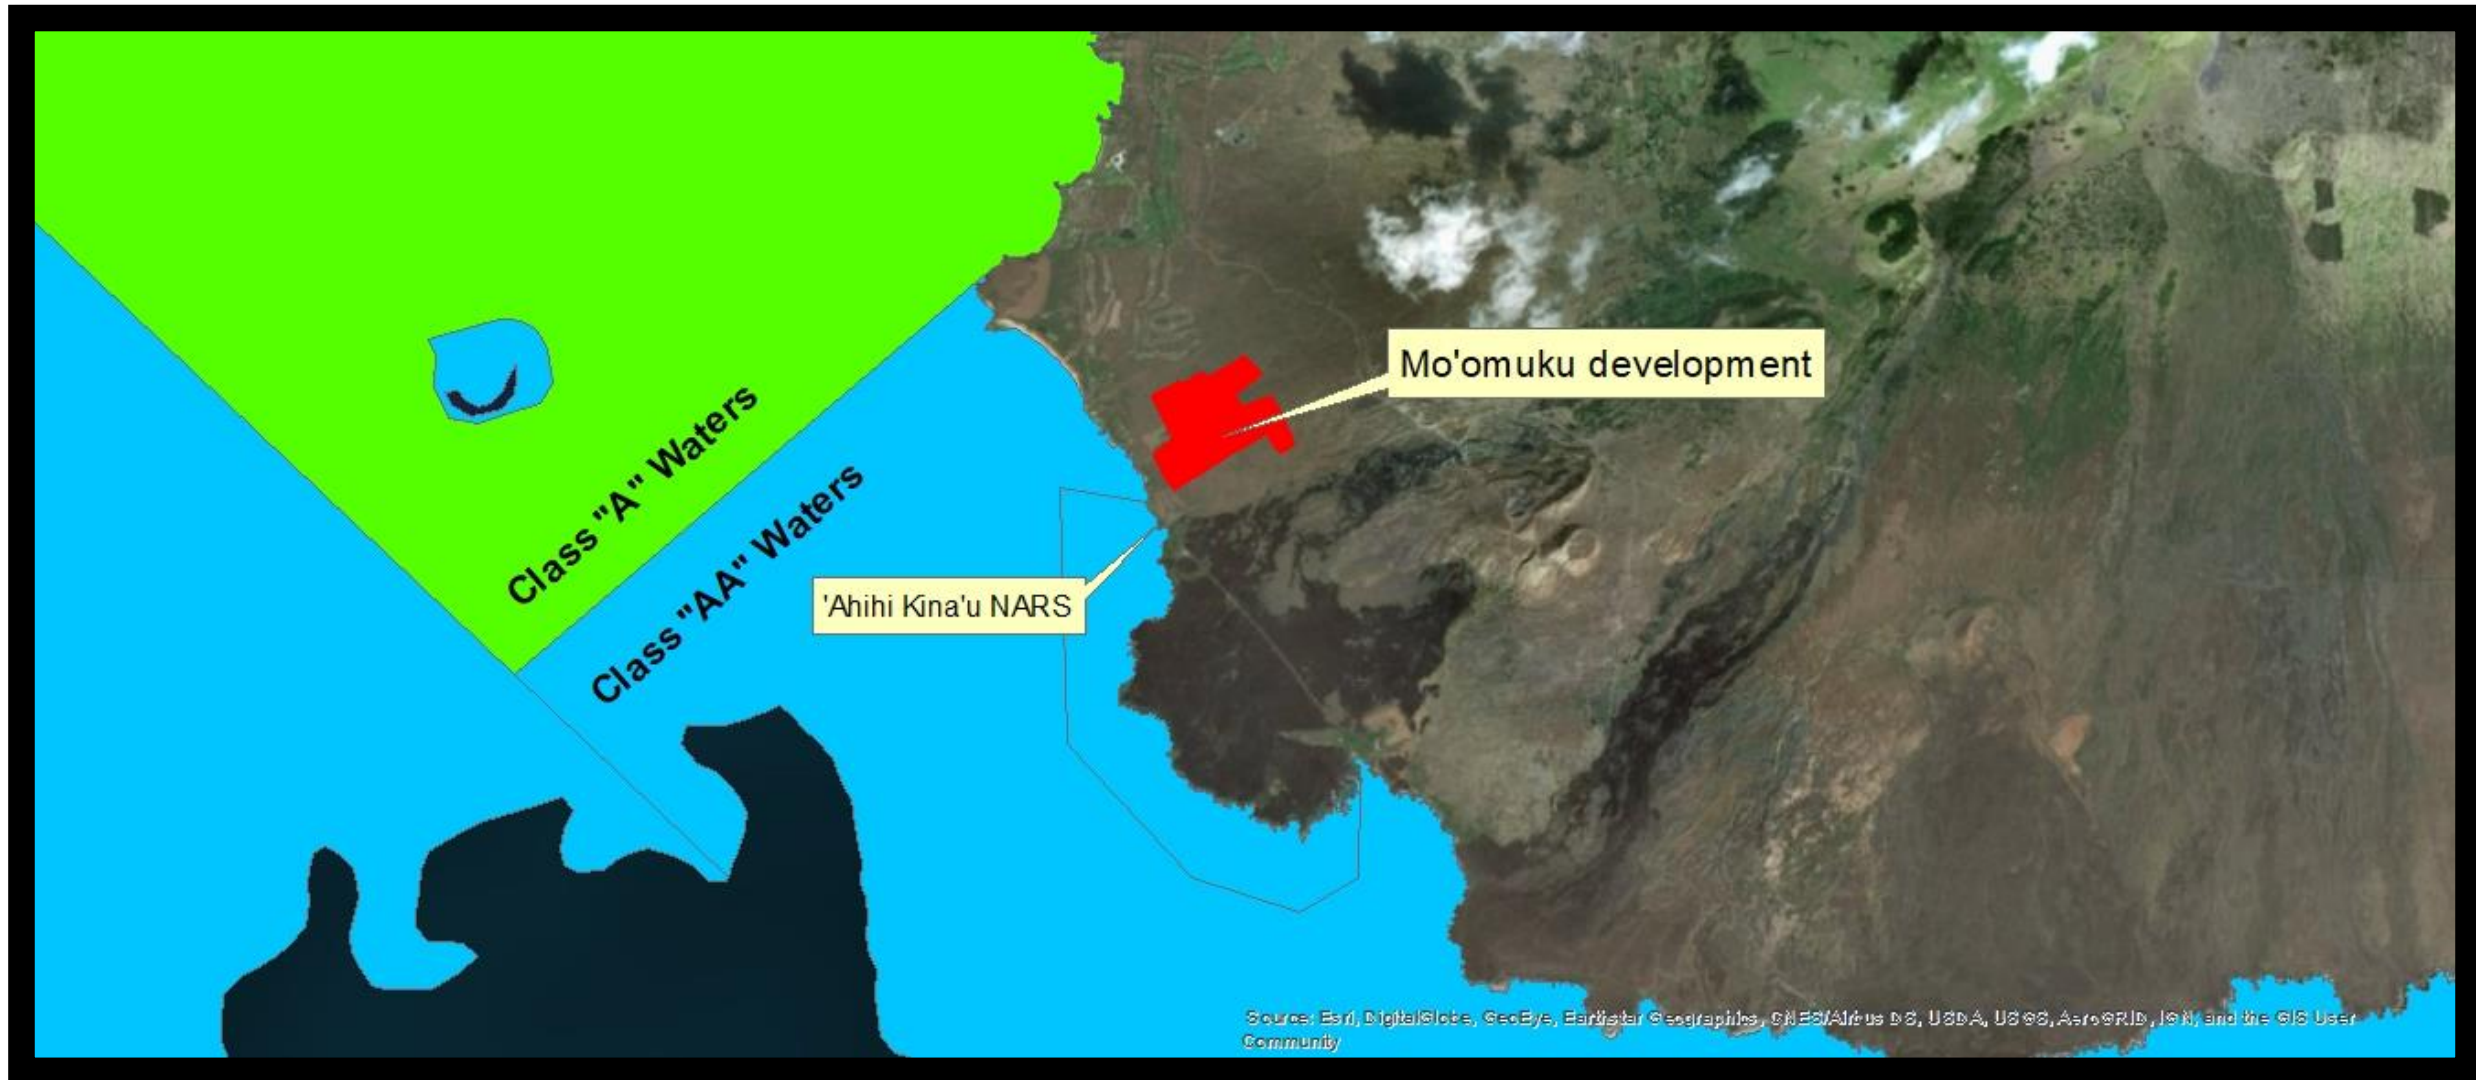 Mo'omuku development
Class "A" Waters
Class "AA" Waters
'Ahihi Kina'u NARS
Source: Esri, DigitalGlobe, GeoEye, Earthstar Geographics, CNES/Airbus DS, USDA, USGS, AeroGRID, IGN, and the GIS User
Community